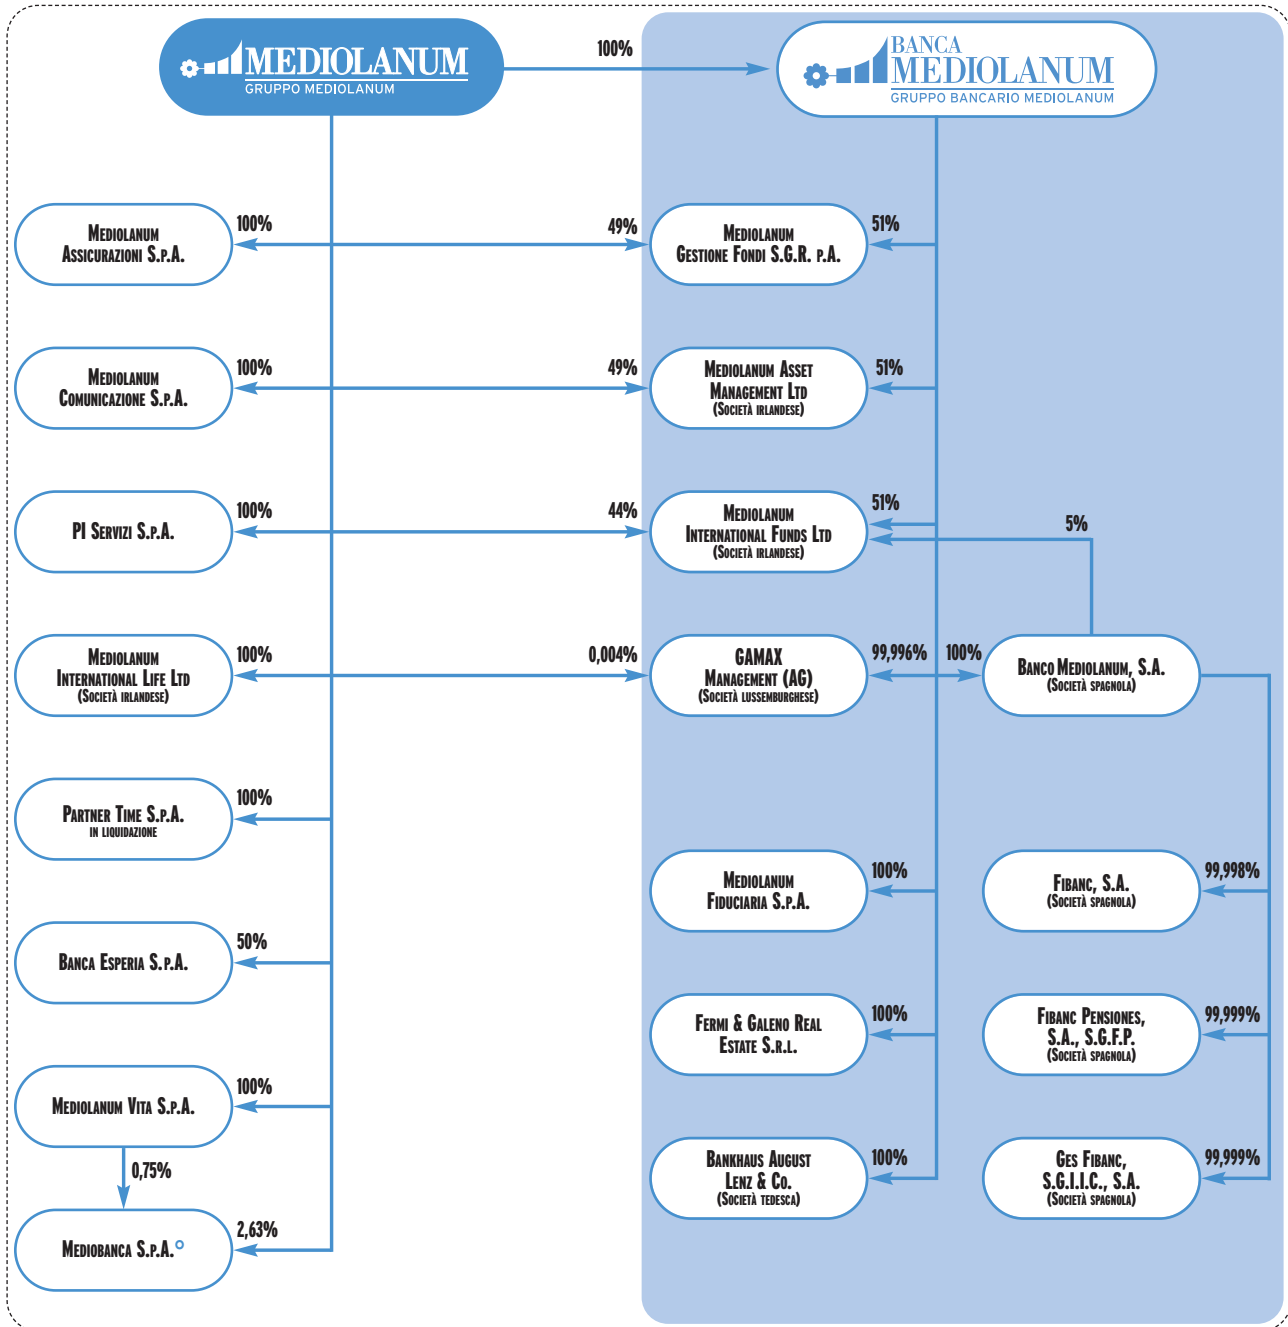 MEDIOLANUM
GRUPPO MEDIOLANUM
100%
BANCA
MEDIOLANUM
GRUPPO BANCARIO MEDIOLANUM
Mediolanum
Assicurazioni S.p.A.
100%
49%
Mediolanum
Gestione Fondi S.G.R. p.A.
51%
Mediolanum
Comunicazione S.p.A.
100%
49%
Mediolanum Asset
Management Ltd
(Società irlandese)
51%
PI Servizi S.p.A.
100%
44%
Mediolanum
International Funds Ltd
(Società irlandese)
51%
5%
Mediolanum
International Life Ltd
(Società irlandese)
100%
0,004%
GAMAX
Management (AG)
(Società lussemburghese)
99,996%
100%
Banco Mediolanum, S.A.
(Società spagnola)
Partner Time S.p.A.
in liquidazione
100%
Mediolanum
Fiduciaria S.p.A.
100%
Fibanc, S.A.
(Società spagnola)
99,998%
Banca Esperia S.p.A.
50%
Fermi & Galeno Real
Estate S.r.l.
100%
Fibanc Pensiones,
S.A., S.G.F.P.
(Società spagnola)
99,999%
Mediolanum Vita S.p.A.
100%
0,75%
Bankhaus August
Lenz & Co.
(Società tedesca)
100%
Ges Fibanc,
S.G.I.I.C., S.A.
(Società spagnola)
99,999%
Mediobanca S.p.A.°
2,63%